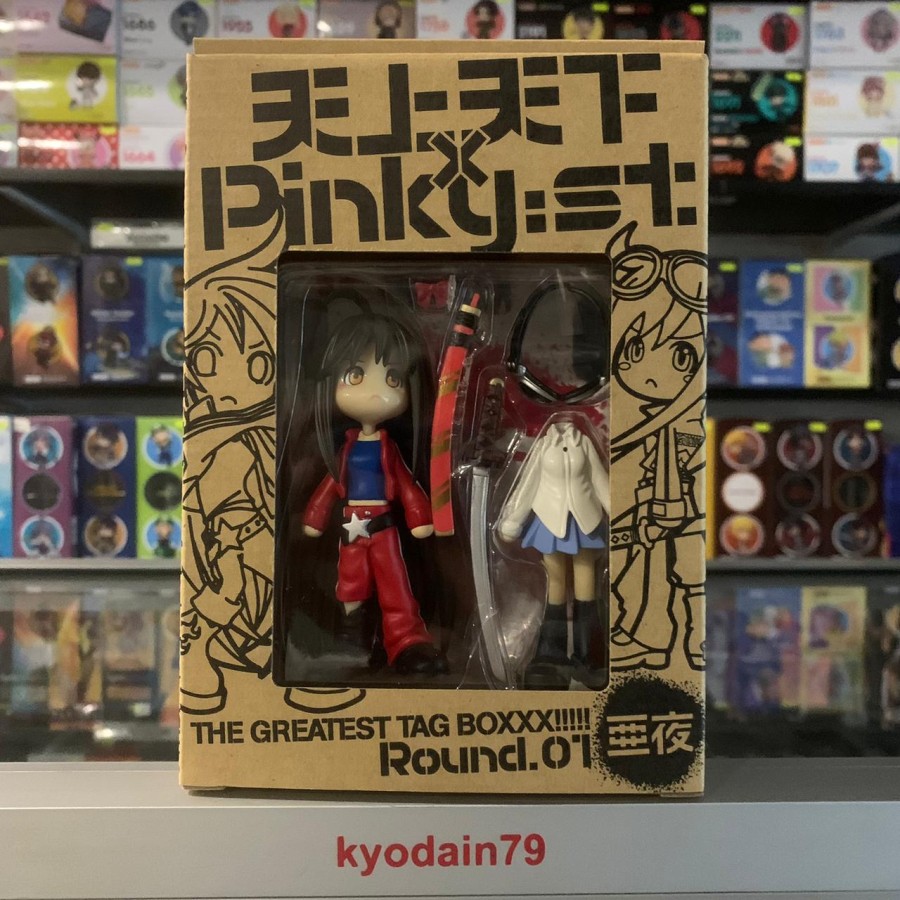 天上天下
×
Pinky:st.
THE GREATEST TAG BOXXX!!!!!
Round.01
亜夜
kyodain79